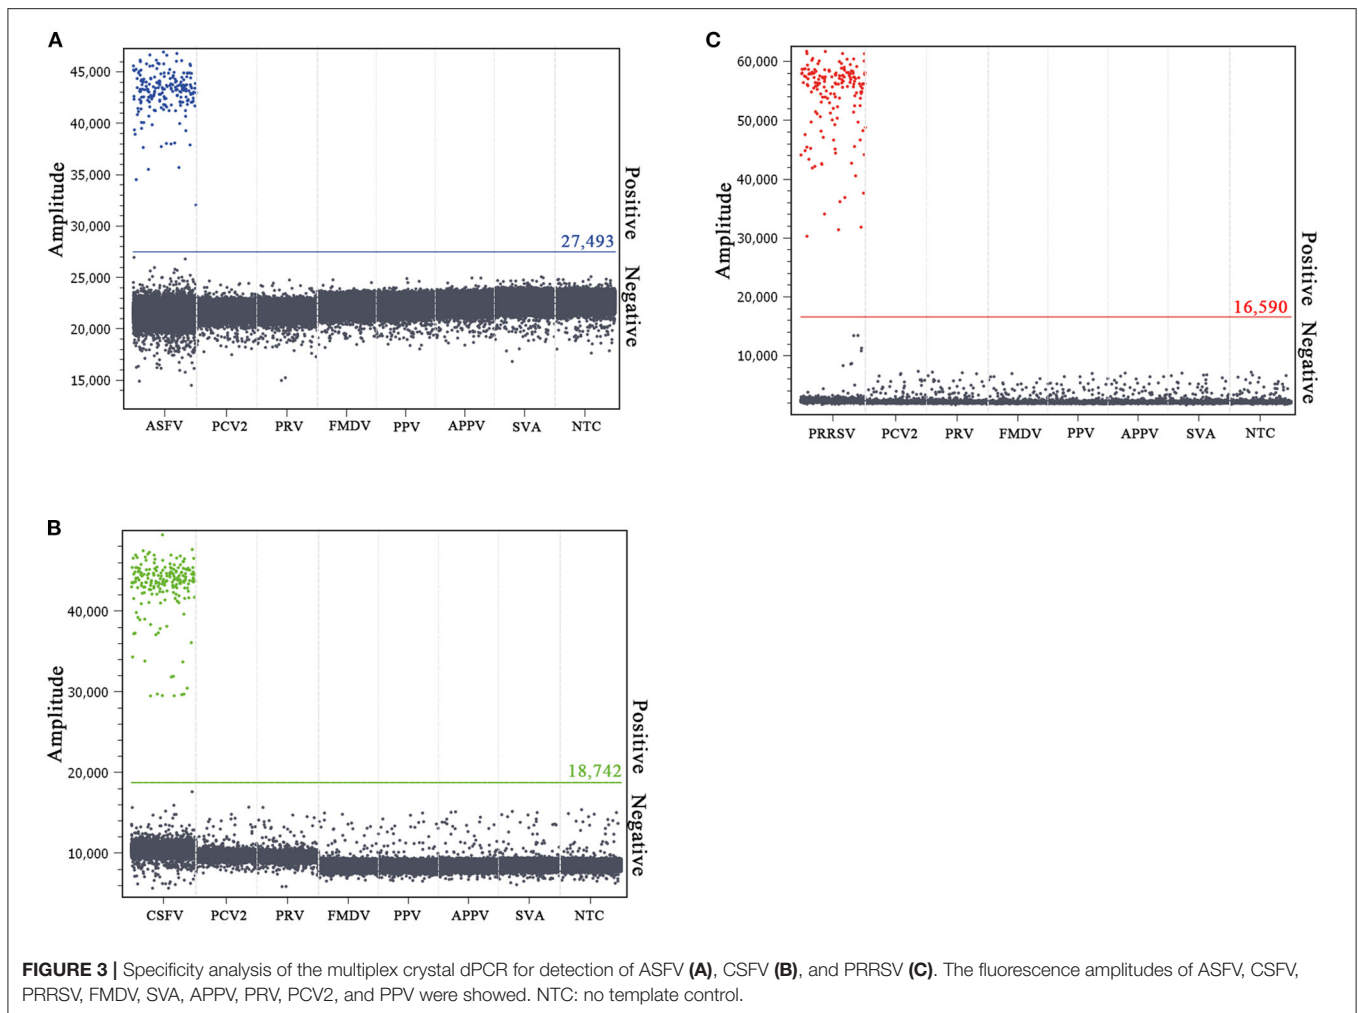 A
45,000
40,000
35,000
30,000
25,000
20,000
15,000
Amplitude
27,493
Positive
Negative
ASFV PCV2 PRV FMDV PPV APPV SVA NTC
C
60,000
50,000
40,000
30,000
20,000
10,000
Amplitude
16,590
Positive
Negative
PRRSV PCV2 PRV FMDV PPV APPV SVA NTC
B
40,000
30,000
20,000
10,000
Amplitude
18,742
Positive
Negative
CSFV PCV2 PRV FMDV PPV APPV SVA NTC
FIGURE 3 | Specificity analysis of the multiplex crystal dPCR for detection of ASFV (A), CSFV (B), and PRRSV (C). The fluorescence amplitudes of ASFV, CSFV,
PRRSV, FMDV, SVA, APPV, PRV, PCV2, and PPV were showed. NTC: no template control.